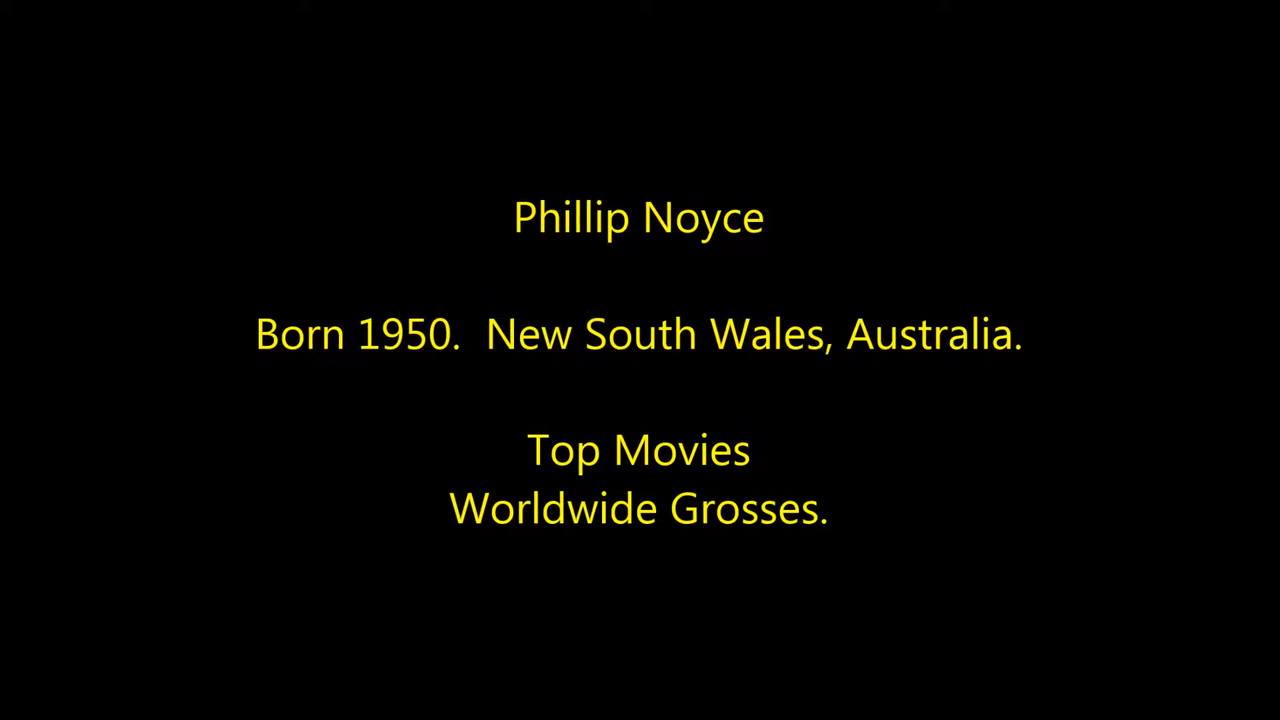 Phillip Noyce
Born 1950.  New South Wales, Australia.
Top Movies
Worldwide Grosses.